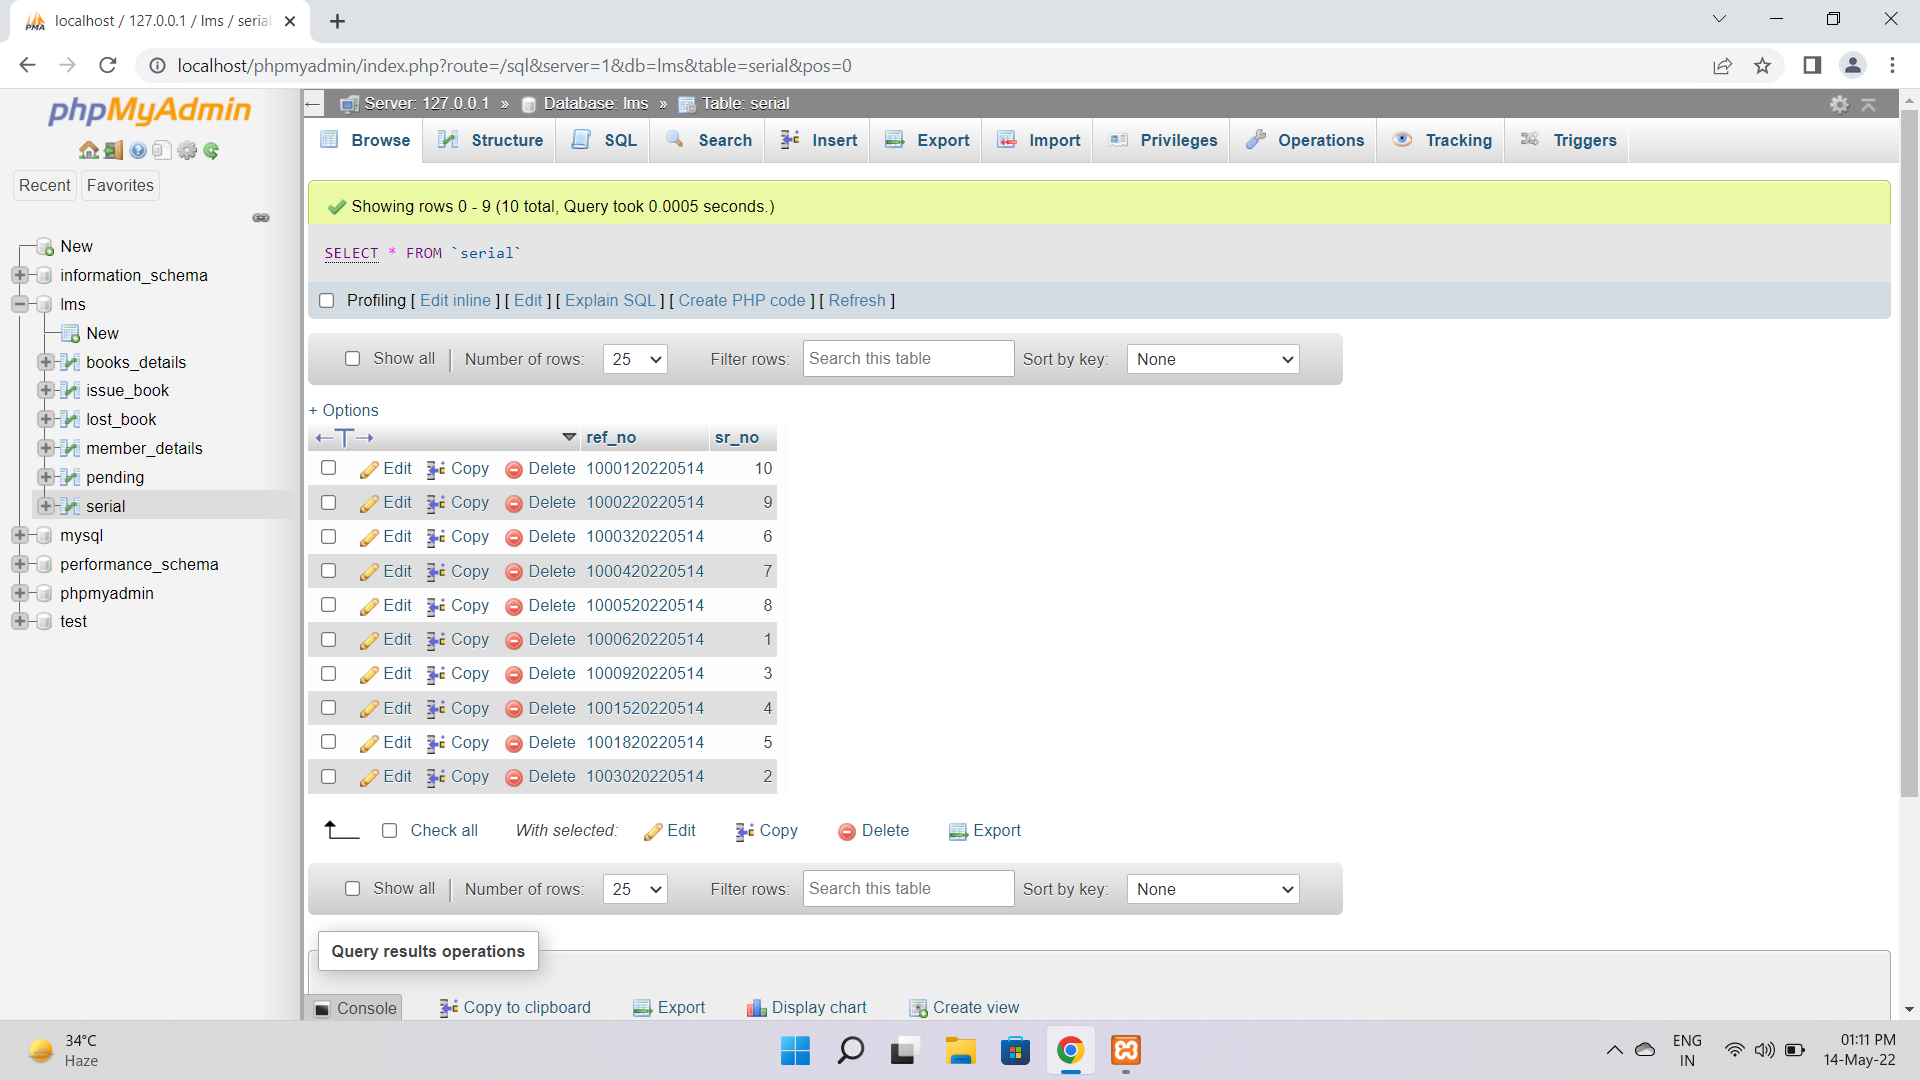 localhost / 127.0.0.1 / lms / serial
localhost/phpmyadmin/index.php?route=/sql&server=1&db=lms&table=serial&pos=0
phpMyAdmin
Recent Favorites
New
information_schema
lms
New
books_details
issue_book
lost_book
member_details
pending
serial
mysql
performance_schema
phpmyadmin
test
Server: 127.0.0.1 » Database: lms » Table: serial
Browse Structure SQL Search Insert Export Import Privileges Operations Tracking Triggers
Showing rows 0 - 9 (10 total, Query took 0.0005 seconds.)
SELECT * FROM `serial`
Profiling [ Edit inline ] [ Edit ] [ Explain SQL ] [ Create PHP code ] [ Refresh ]
Show all | Number of rows: 25 Filter rows: Search this table Sort by key: None
+ Options
←T→ ref_no sr_no
Edit Copy Delete 1000120220514 10
Edit Copy Delete 1000220220514 9
Edit Copy Delete 1000320220514 6
Edit Copy Delete 1000420220514 7
Edit Copy Delete 1000520220514 8
Edit Copy Delete 1000620220514 1
Edit Copy Delete 1000920220514 3
Edit Copy Delete 1001520220514 4
Edit Copy Delete 1001820220514 5
Edit Copy Delete 1003020220514 2
Check all With selected: Edit Copy Delete Export
Show all | Number of rows: 25 Filter rows: Search this table Sort by key: None
Query results operations
Console Copy to clipboard Export Display chart Create view
34°C
Haze
ENG
IN
01:11 PM
14-May-22